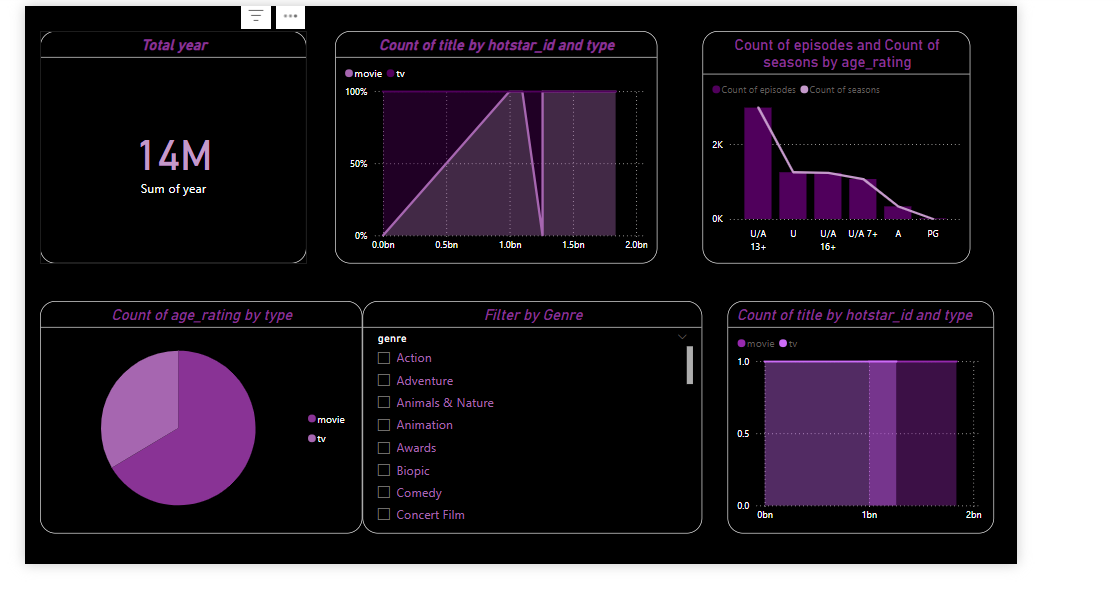 Total year
14M
Sum of year
Count of title by hotstar_id and type
movie tv
100%
50%
0%
0.0bn 0.5bn 1.0bn 1.5bn 2.0bn
Count of episodes and Count of
seasons by age_rating
Count of episodes Count of seasons
2K
0K
U/A
13+
U
U/A
16+
U/A 7+
A
PG
Count of age_rating by type
movie
tv
Filter by Genre
genre
Action
Adventure
Animals & Nature
Animation
Awards
Biopic
Comedy
Concert Film
Count of title by hotstar_id and type
movie tv
1.0
0.5
0.0
0bn 1bn 2bn